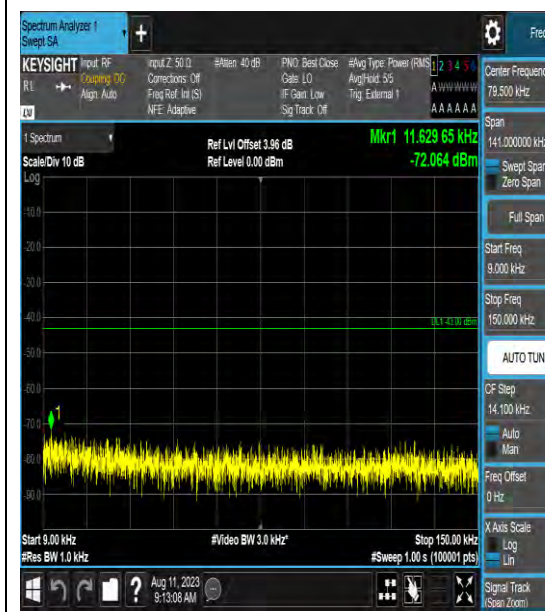 Spectrum Analyzer 1
Swept SA
+
KEYSIGHT
RL
Input: RF
Coupling: DC
Align: Auto
Input Z: 50 Ω
Corrections: Off
Freq Ref: Int (S)
NFE: Adaptive
#Atten: 40 dB
PNO: Best Close
Gate: LO
IF Gain: Low
Sig Track: Off
#Avg Type: Power (RMS
Avg|Hold: 5/5
Trig: External 1
1 2 3 4 5 6
A W W W W W
A A A A A A
1 Spectrum
Scale/Div 10 dB
Log
Ref Lvl Offset 3.96 dB
Ref Level 0.00 dBm
Mkr1 11.629 65 kHz
-72.064 dBm
-10.0
-20.0
-30.0
-40.0
DL1 -43.00 dBm
-50.0
-60.0
1
-70.0
-80.0
-90.0
Start 9.00 kHz
#Res BW 1.0 kHz
#Video BW 3.0 kHz*
Stop 150.00 kHz
#Sweep 1.00 s (100001 pts)
?
Aug 11, 2023
9:13:08 AM
Center Frequenc
79.500 kHz
Span
141.000000 kHz
Swept Span
Zero Span
Full Span
Start Freq
9.000 kHz
Stop Freq
150.000 kHz
AUTO TUN
CF Step
14.100 kHz
Auto
Man
Freq Offset
0 Hz
X Axis Scale
Log
Lin
Signal Track
(Span Zoom)